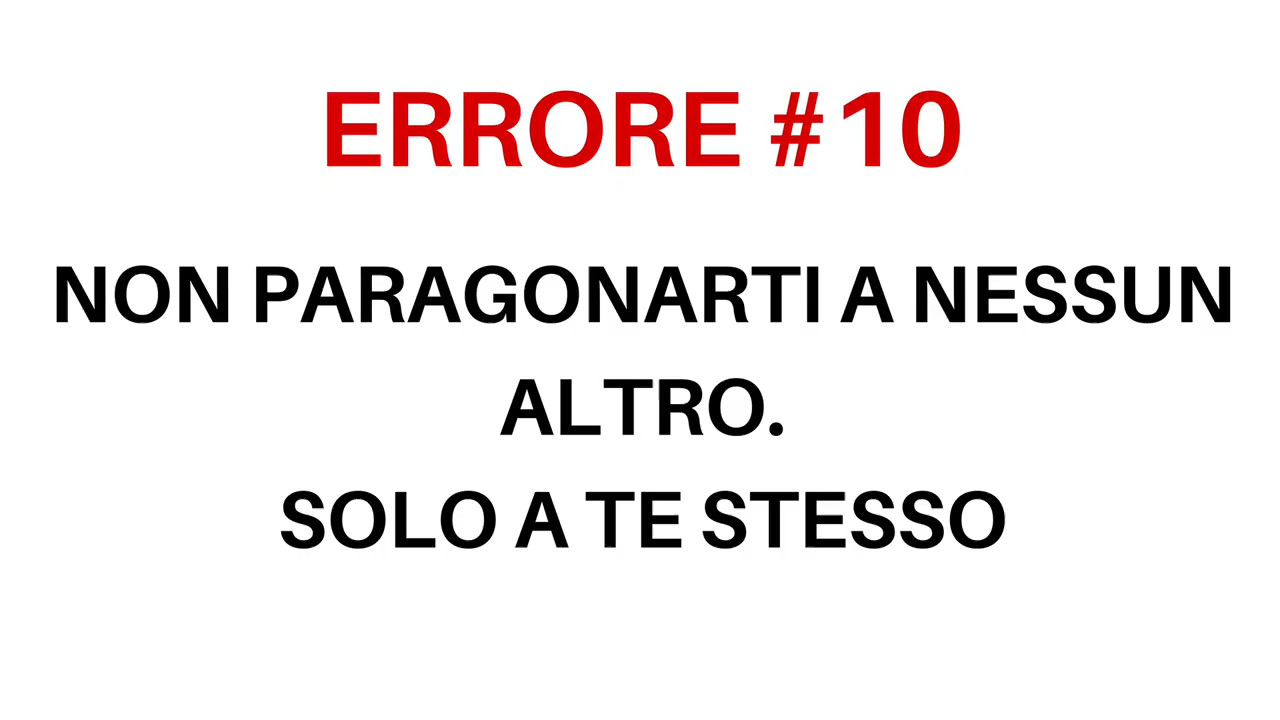 ERRORE #10
NON PARAGONARTI A NESSUN
ALTRO.
SOLO A TE STESSO